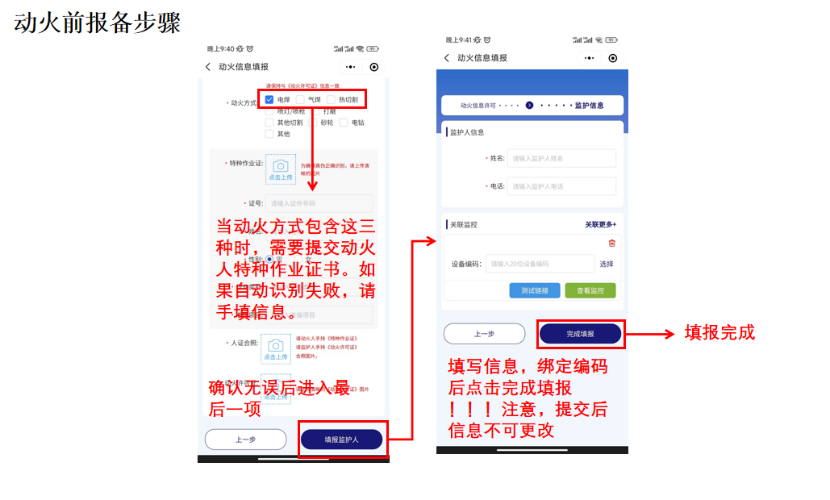 动火前报备步骤
晚上9:40
动火信息填报
请保持与《动火许可证》信息一致
动火方式:
电焊
气焊
热切割
喷灯/喷枪
打磨
其他切割
砂轮
电钻
其他
特种作业证:
点击上传
为确保高效正确识别，请上传清
晰的图片
证号:
请输入证件号码
当动火方式包含这三
种时，需要提交动火
人特种作业证书。如
果自动识别失败，请
手填信息。
人证合照:
点击上传
请动火人手持《特种作业证》
请监护人手持《动火许可证》
合照图片。
确认无误后进入最
后一项
点击上传
上一步
填报监护人
晚上9:41
动火信息填报
动火信息许可
监护信息
监护人信息
姓名:
请输入监护人姓名
电话:
请输入监护人电话
关联监控
关联更多+
设备编码:
请输入20位设备编码
选择
测试链接
查看监控
上一步
完成填报
填报完成
填写信息，绑定编码
后点击完成填报
！！！注意，提交后
信息不可更改